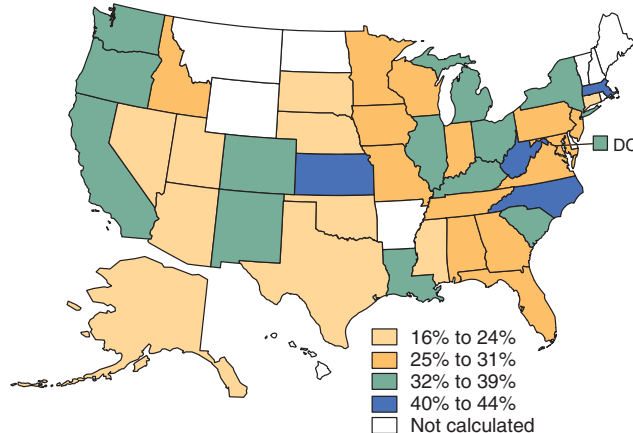 DC
16% to 24%
25% to 31%
32% to 39%
40% to 44%
Not calculated